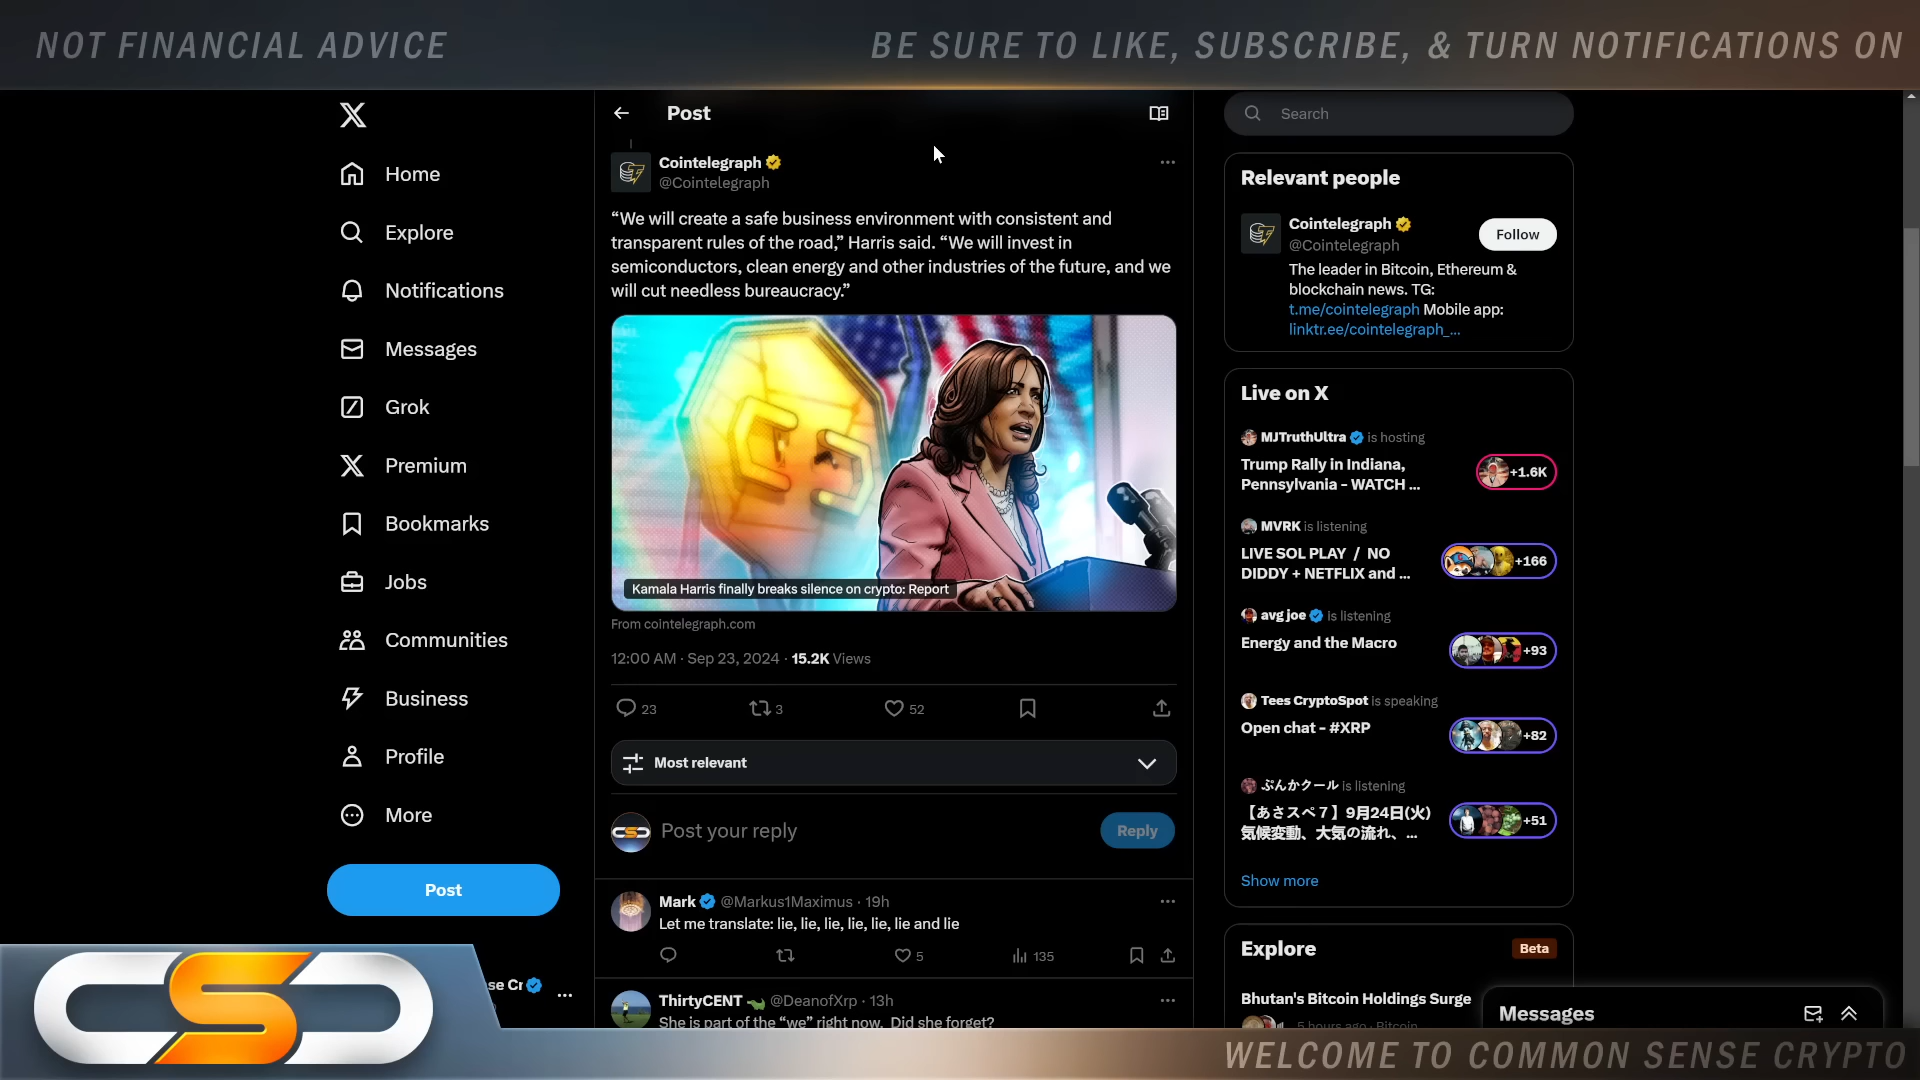 NOT FINANCIAL ADVICE
BE SURE TO LIKE, SUBSCRIBE, & TURN NOTIFICATIONS ON
Home
Explore
Notifications
Messages
Grok
Premium
Bookmarks
Jobs
Communities
Business
Profile
More
Post
se Cr
Post
Cointelegraph
@Cointelegraph
“We will create a safe business environment with consistent and
transparent rules of the road,” Harris said. “We will invest in
semiconductors, clean energy and other industries of the future, and we
will cut needless bureaucracy.”
Kamala Harris finally breaks silence on crypto: Report
From cointelegraph.com
12:00 AM · Sep 23, 2024 · 15.2K Views
23 3 52
Most relevant
Post your reply
Reply
Mark @Markus1Maximus · 19h
Let me translate: lie, lie, lie, lie, lie, lie and lie
5 135
ThirtyCENT @DeanofXrp · 13h
She is part of the “we” right now. Did she forget?
Search
Relevant people
Cointelegraph
@Cointelegraph
Follow
The leader in Bitcoin, Ethereum &
blockchain news. TG:
t.me/cointelegraph Mobile app:
linktr.ee/cointelegraph_...
Live on X
MJTruthUltra is hosting
Trump Rally in Indiana,
Pennsylvania - WATCH ...
+1.6K
MVRK is listening
LIVE SOL PLAY / NO
DIDDY + NETFLIX and ...
+166
avg joe is listening
Energy and the Macro
+93
Tees CryptoSpot is speaking
Open chat - #XRP
+82
ぷんかクール is listening
【あさスペ７】9月24日(火)
気候変動、大気の流れ、...
+51
Show more
Explore
Beta
Bhutan's Bitcoin Holdings Surge
5 hours ago · Bitcoin
Messages
CSC
WELCOME TO COMMON SENSE CRYPTO